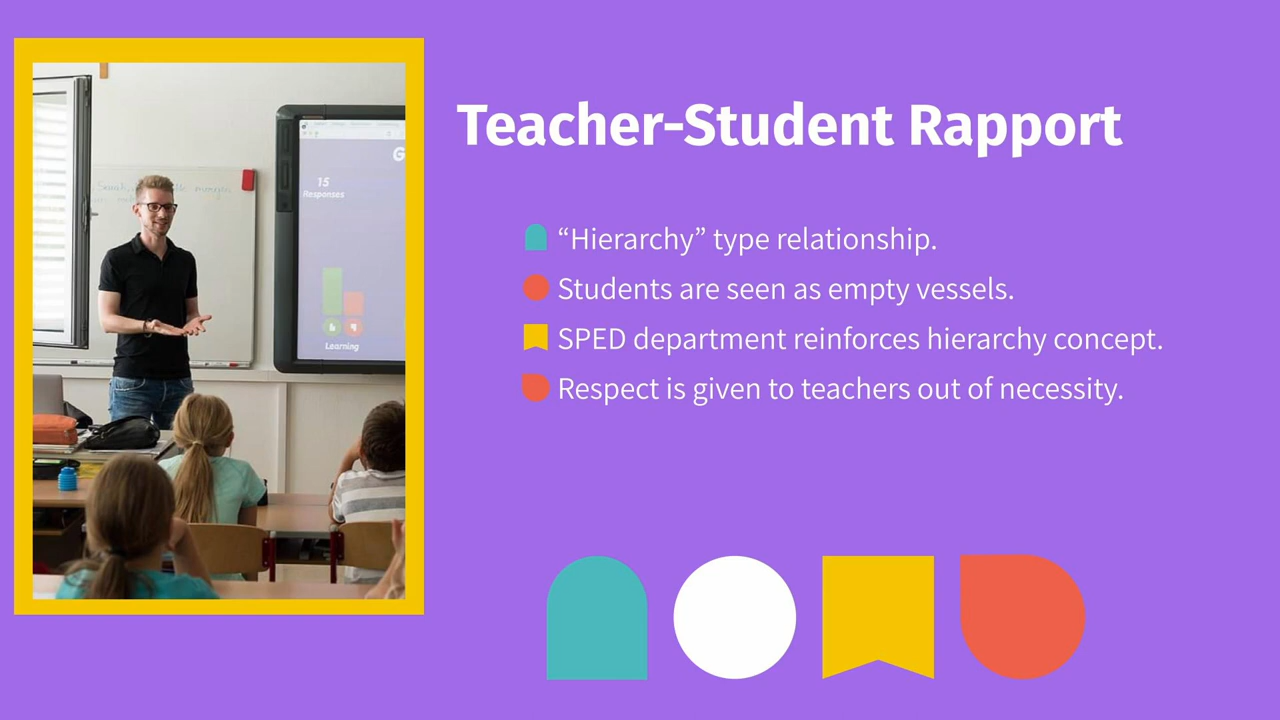 Teacher-Student Rapport
“Hierarchy” type relationship.
Students are seen as empty vessels.
SPED department reinforces hierarchy concept.
Respect is given to teachers out of necessity.
G
15
Responses
Learning